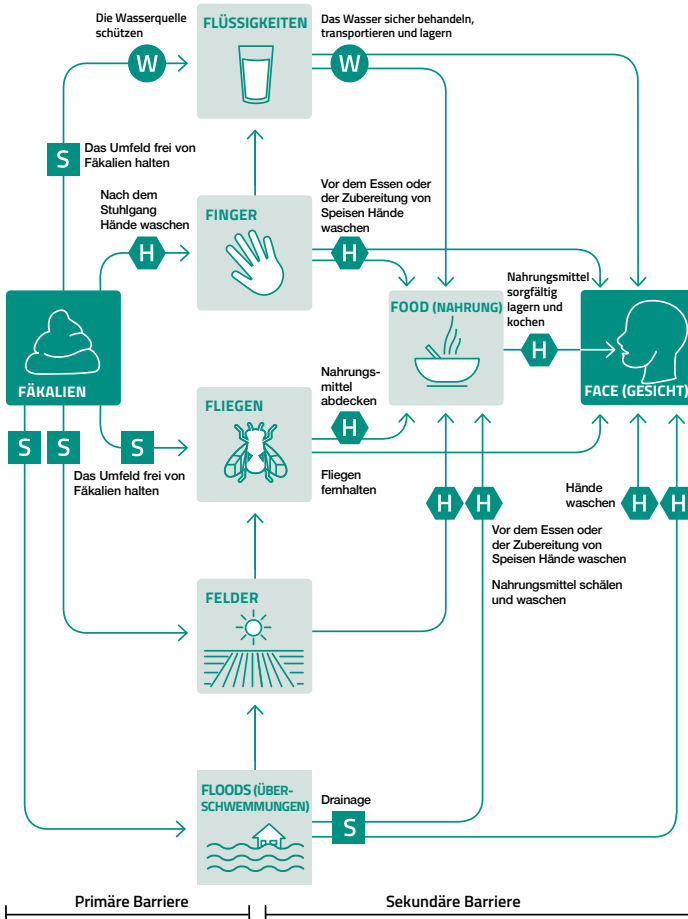 Die Wasserquelle
schützen
W
FLÜSSIGKEITEN
Das Wasser sicher behandeln,
transportieren und lagern
W
S
Das Umfeld frei von
Fäkalien halten
Nach dem
Stuhlgang
Hände waschen
H
FINGER
Vor dem Essen oder
der Zubereitung von
Speisen Hände
waschen
H
FÄKALIEN
FOOD (NAHRUNG)
Nahrungsmittel
sorgfältig
lagern und
kochen
H
FACE (GESICHT)
S
S
S
Das Umfeld frei von
Fäkalien halten
FLIEGEN
Nahrungs-
mittel
abdecken
H
Fliegen
fernhalten
H
H
Vor dem Essen oder
der Zubereitung von
Speisen Hände waschen
Nahrungsmittel schälen
und waschen
Hände
waschen
H
H
FELDER
FLOODS (ÜBER-
SCHWEMMUNGEN)
Drainage
S
Primäre Barriere
Sekundäre Barriere